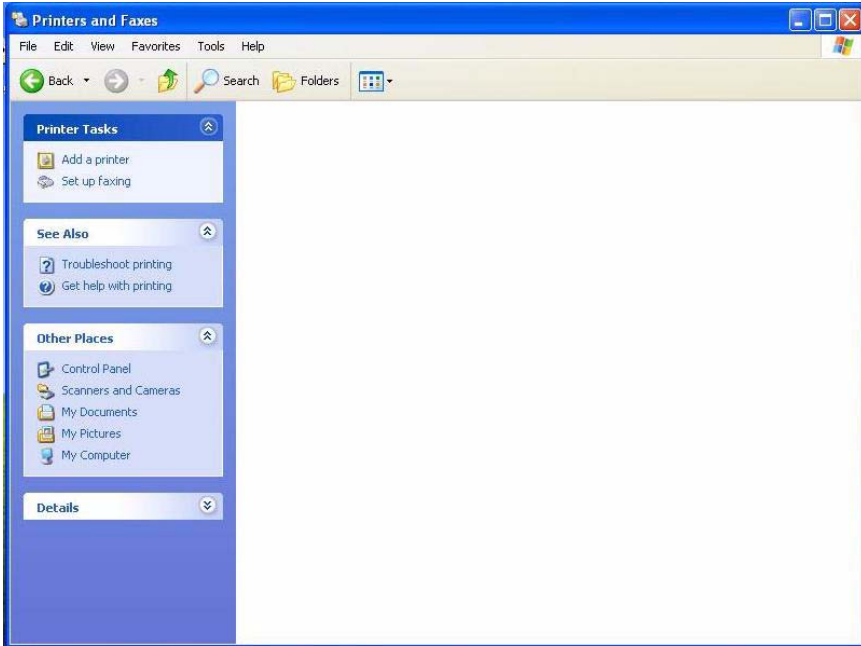 Printers and Faxes
File Edit View Favorites Tools Help
Back Search Folders
Printer Tasks
Add a printer
Set up faxing
See Also
Troubleshoot printing
Get help with printing
Other Places
Control Panel
Scanners and Cameras
My Documents
My Pictures
My Computer
Details